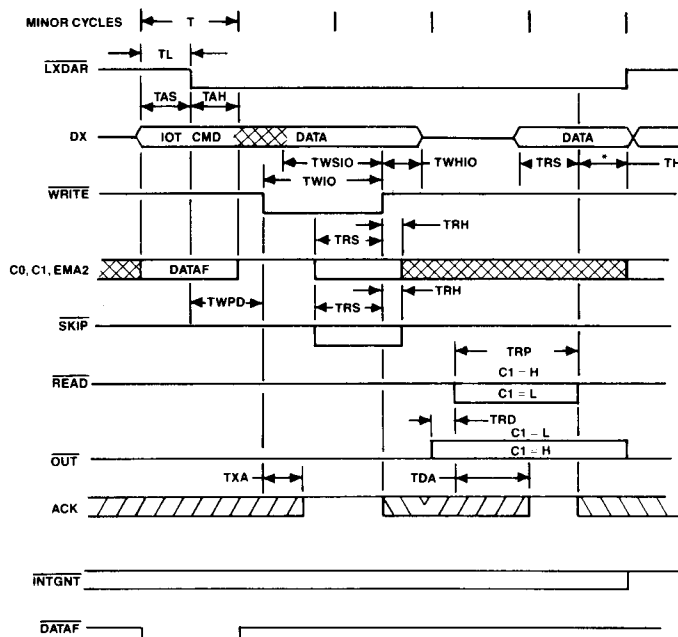 MINOR CYCLES T
TL
LXDAR
TAS TAH
DX IOT CMD DATA DATA
TWSIO TWHIO TRS * TH
TWIO
WRITE
TRH
TRS
C0, C1, EMA2 DATAF
TRH
TWPD TRS
SKIP
TRP
C1 = H
READ
C1 = L
TRD
C1 = L
OUT C1 = H
TXA TDA
ACK
INTGNT
DATAF